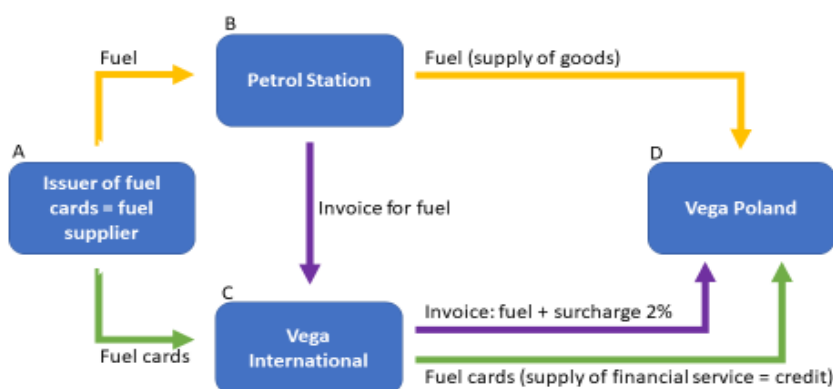 B
Fuel
Petrol Station
Fuel (supply of goods)
A
Issuer of fuel
cards = fuel
supplier
D
Vega Poland
Invoice for fuel
C
Vega
International
Fuel cards
Invoice: fuel + surcharge 2%
Fuel cards (supply of financial service = credit)